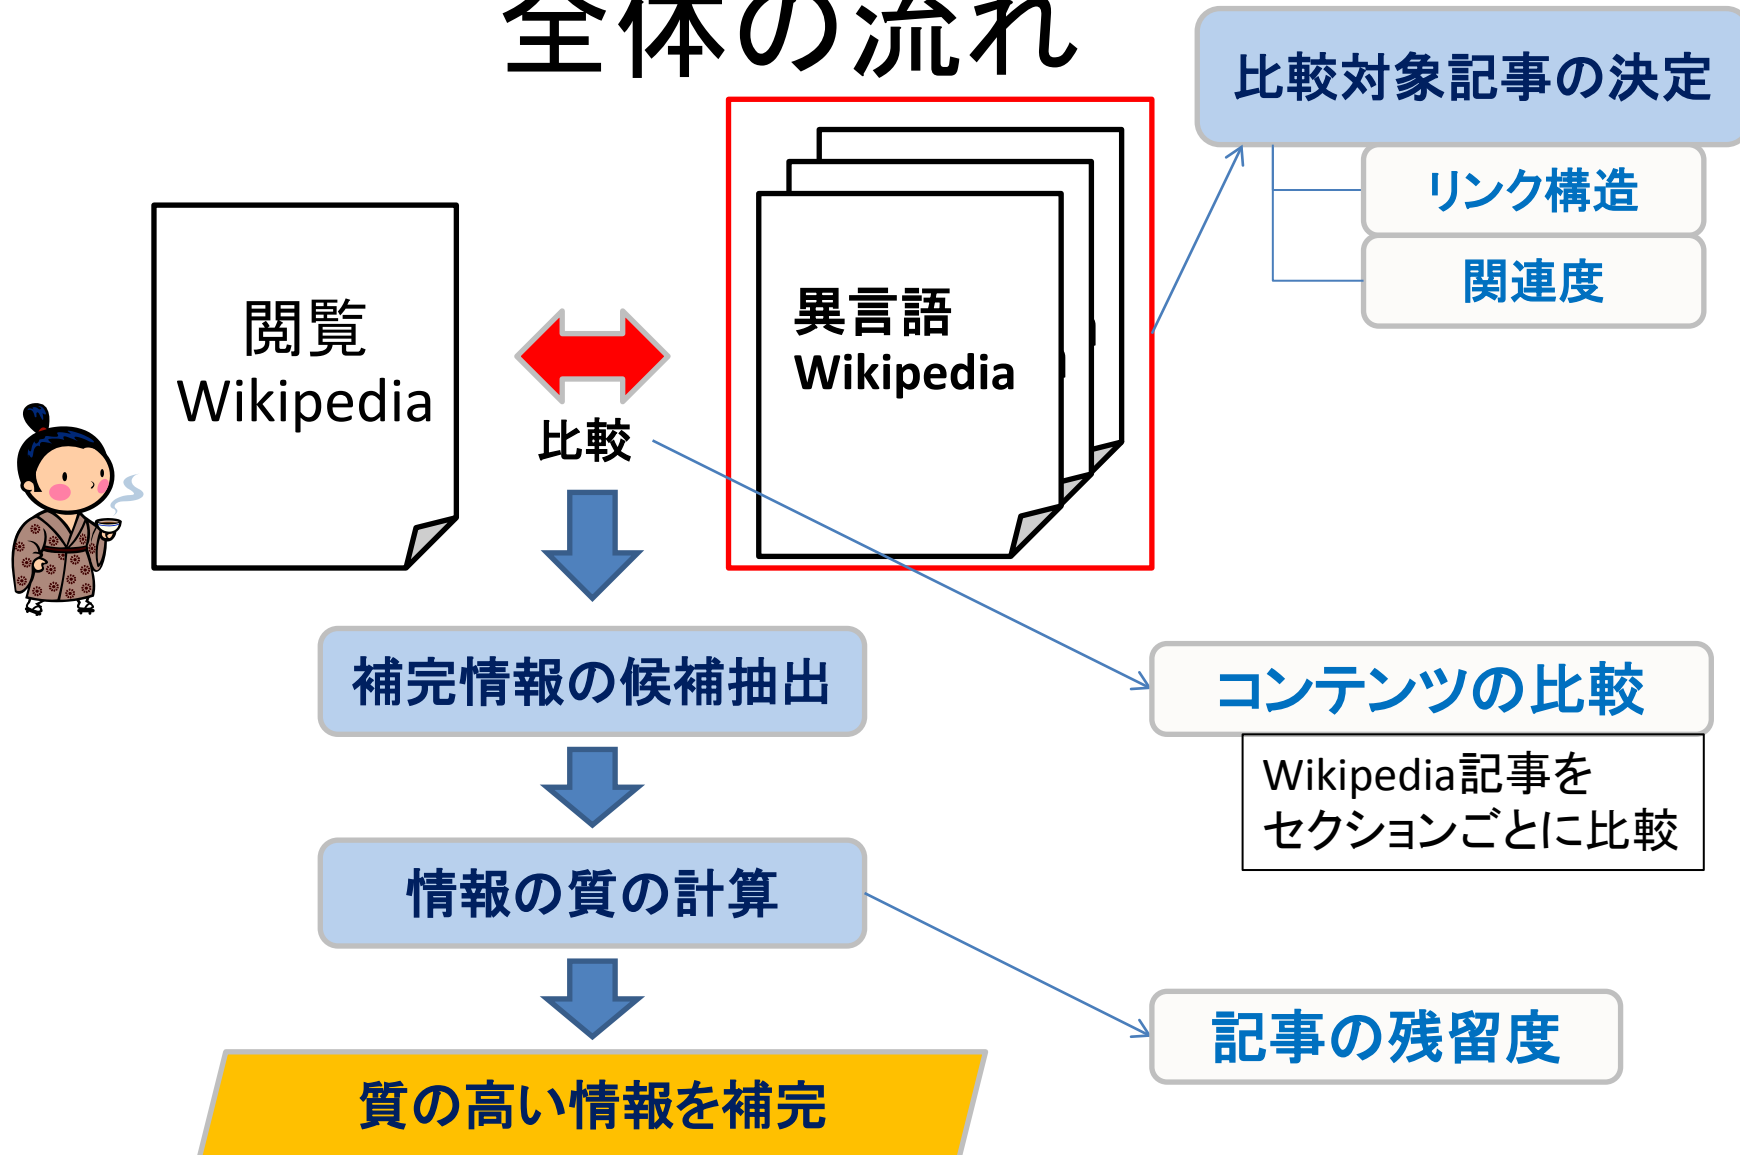 全体の流れ
比較対象記事の決定
リンク構造
関連度
閲覧
Wikipedia
異言語
Wikipedia
比較
補完情報の候補抽出
コンテンツの比較
Wikipedia記事を
セクションごとに比較
情報の質の計算
記事の残留度
質の高い情報を補完